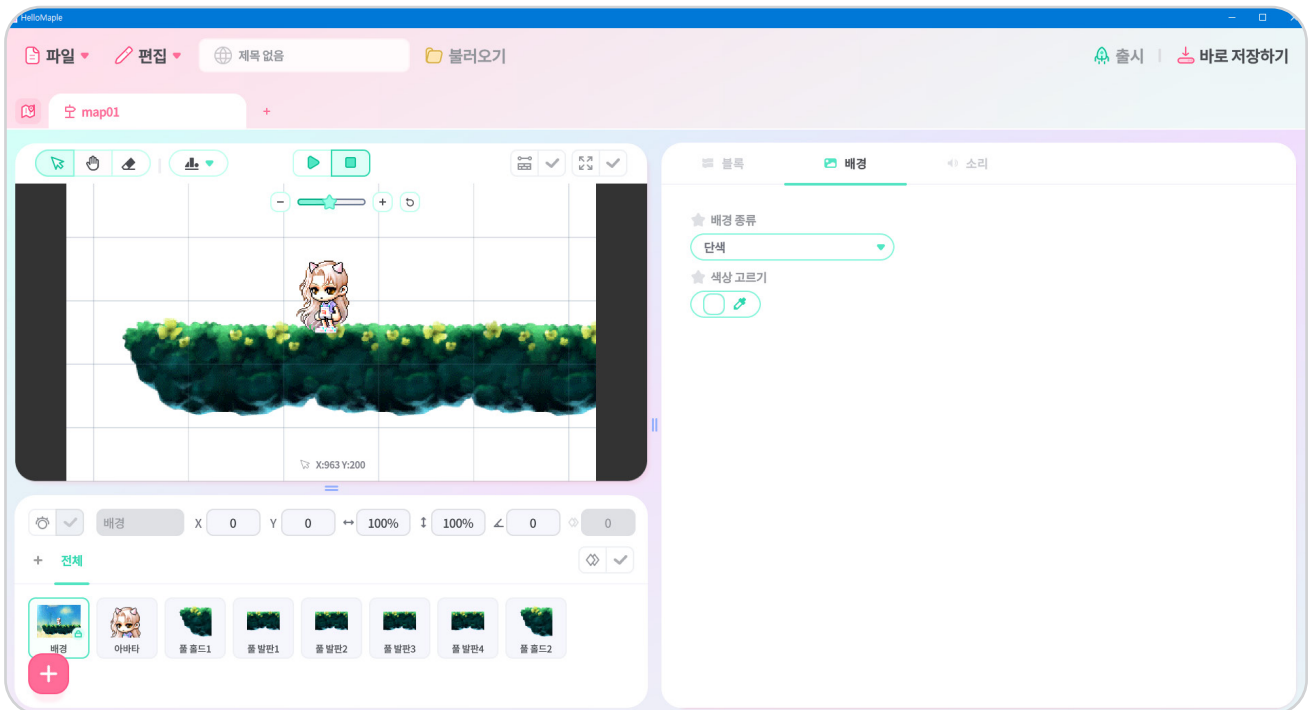 HelloMaple
파일 편집 제목 없음 불러오기 출시 바로 저장하기
map01 +
블록 배경 소리
배경 종류
단색
색상 고르기
X:963 Y:200
배경 X 0 Y 0 100% 100% 0 0
+ 전체
배경 아바타 풀 홀드1 풀 발판1 풀 발판2 풀 발판3 풀 발판4 풀 홀드2